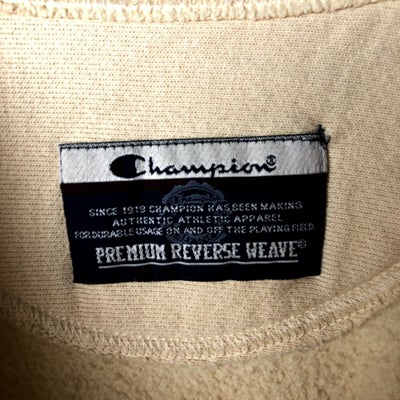 Champion®
SINCE 1919 CHAMPION HAS BEEN MAKING
AUTHENTIC ATHLETIC APPAREL
FOR DURABLE USAGE ON AND OFF THE PLAYING FIELD.
PREMIUM REVERSE WEAVE®